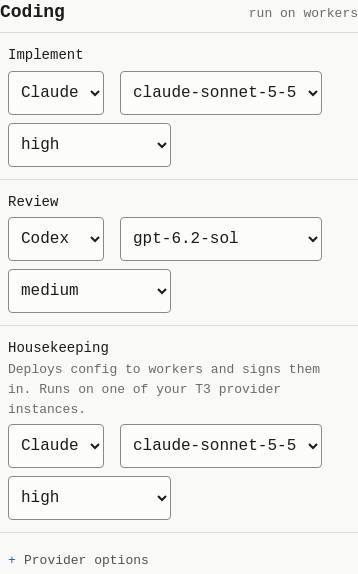 Coding run on workers
Implement
Claude claude-sonnet-5-5
high
Review
Codex gpt-6.2-sol
medium
Housekeeping
Deploys config to workers and signs them
in. Runs on one of your T3 provider
instances.
Claude claude-sonnet-5-5
high
+ Provider options